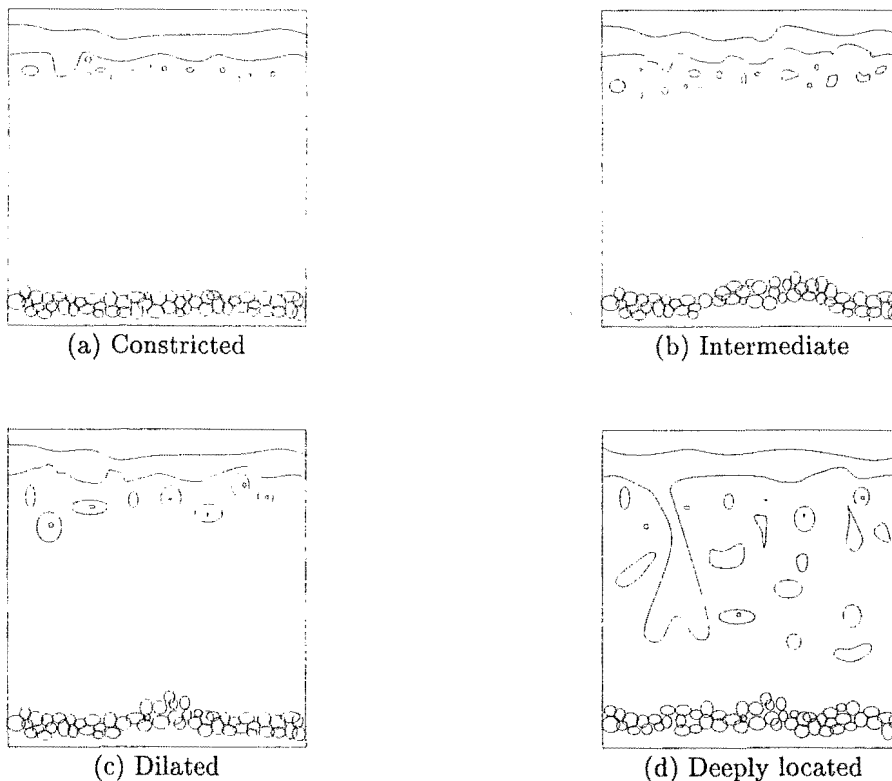 (a) Constricted
(b) Intermediate
(c) Dilated
(d) Deeply located